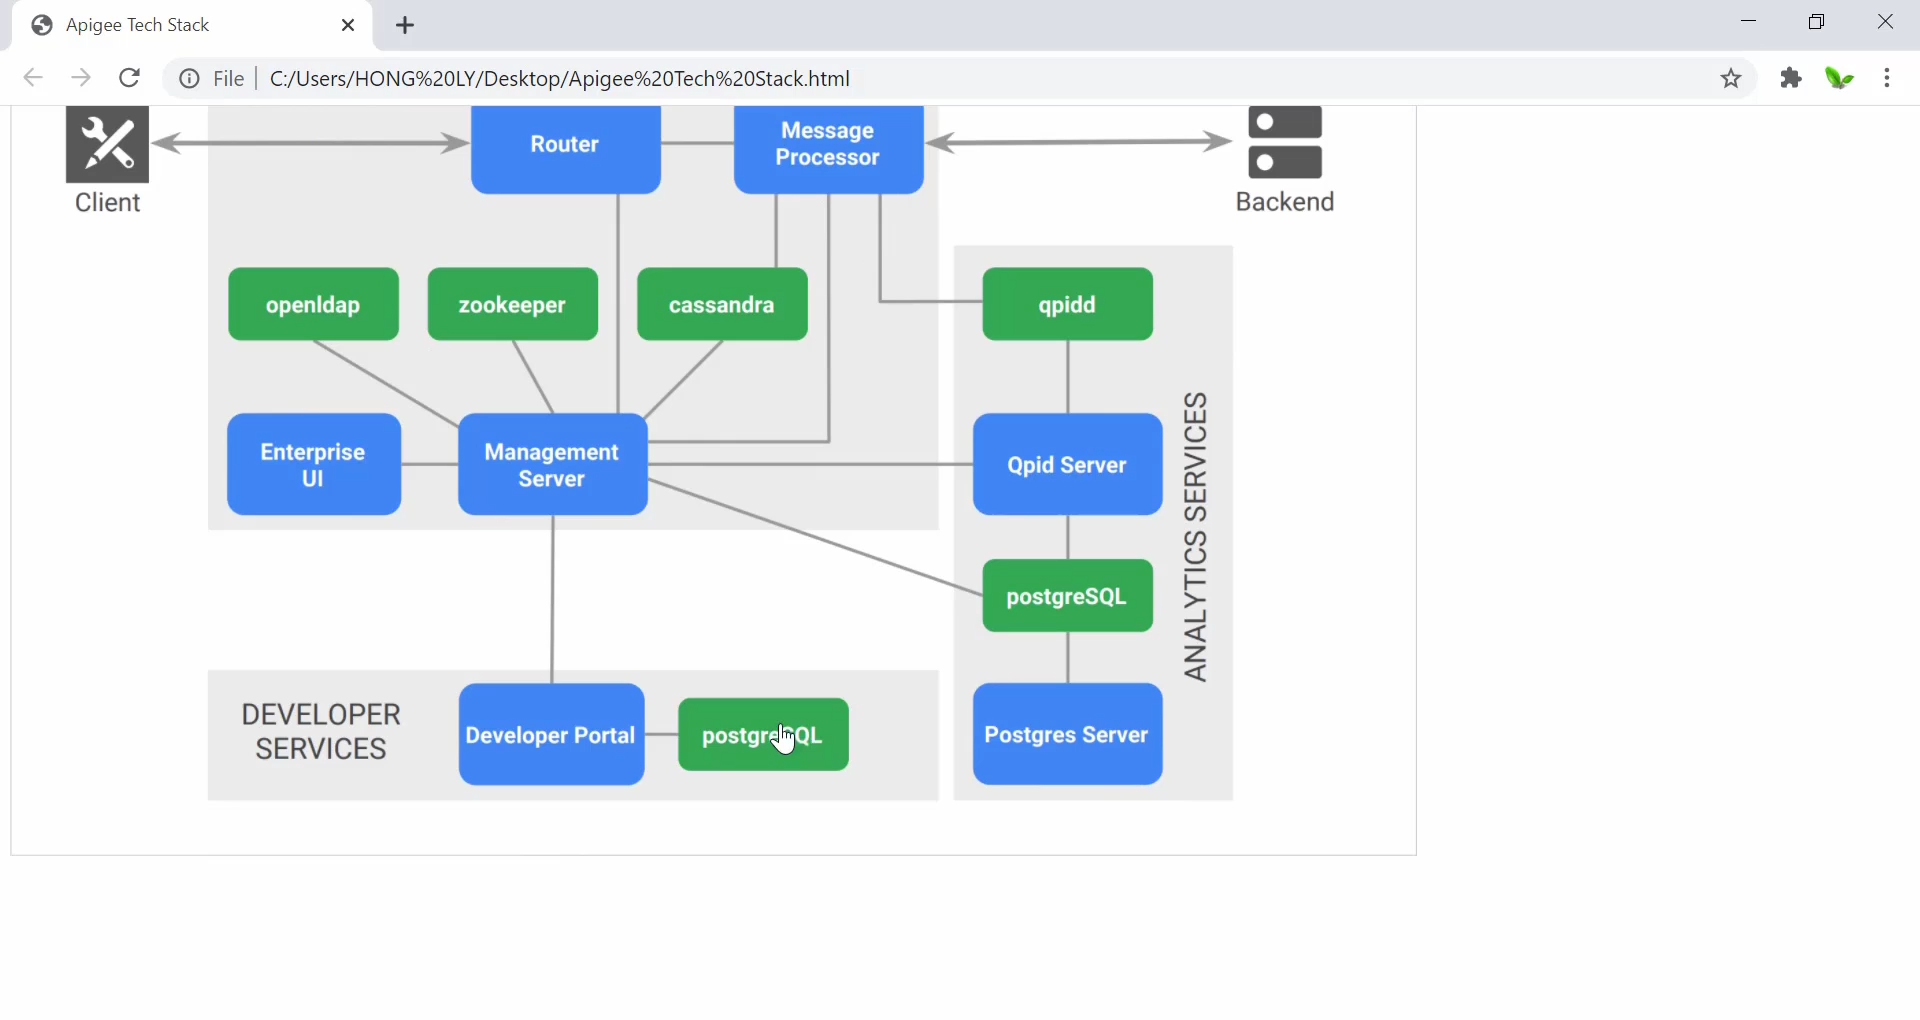 Apigee Tech Stack
File
C:/Users/HONG%20LY/Desktop/Apigee%20Tech%20Stack.html
Client
Router
Message
Processor
Backend
openldap
zookeeper
cassandra
qpidd
Enterprise
UI
Management
Server
Qpid Server
ANALYTICS SERVICES
postgreSQL
DEVELOPER
SERVICES
Developer Portal
postgreSQL
Postgres Server